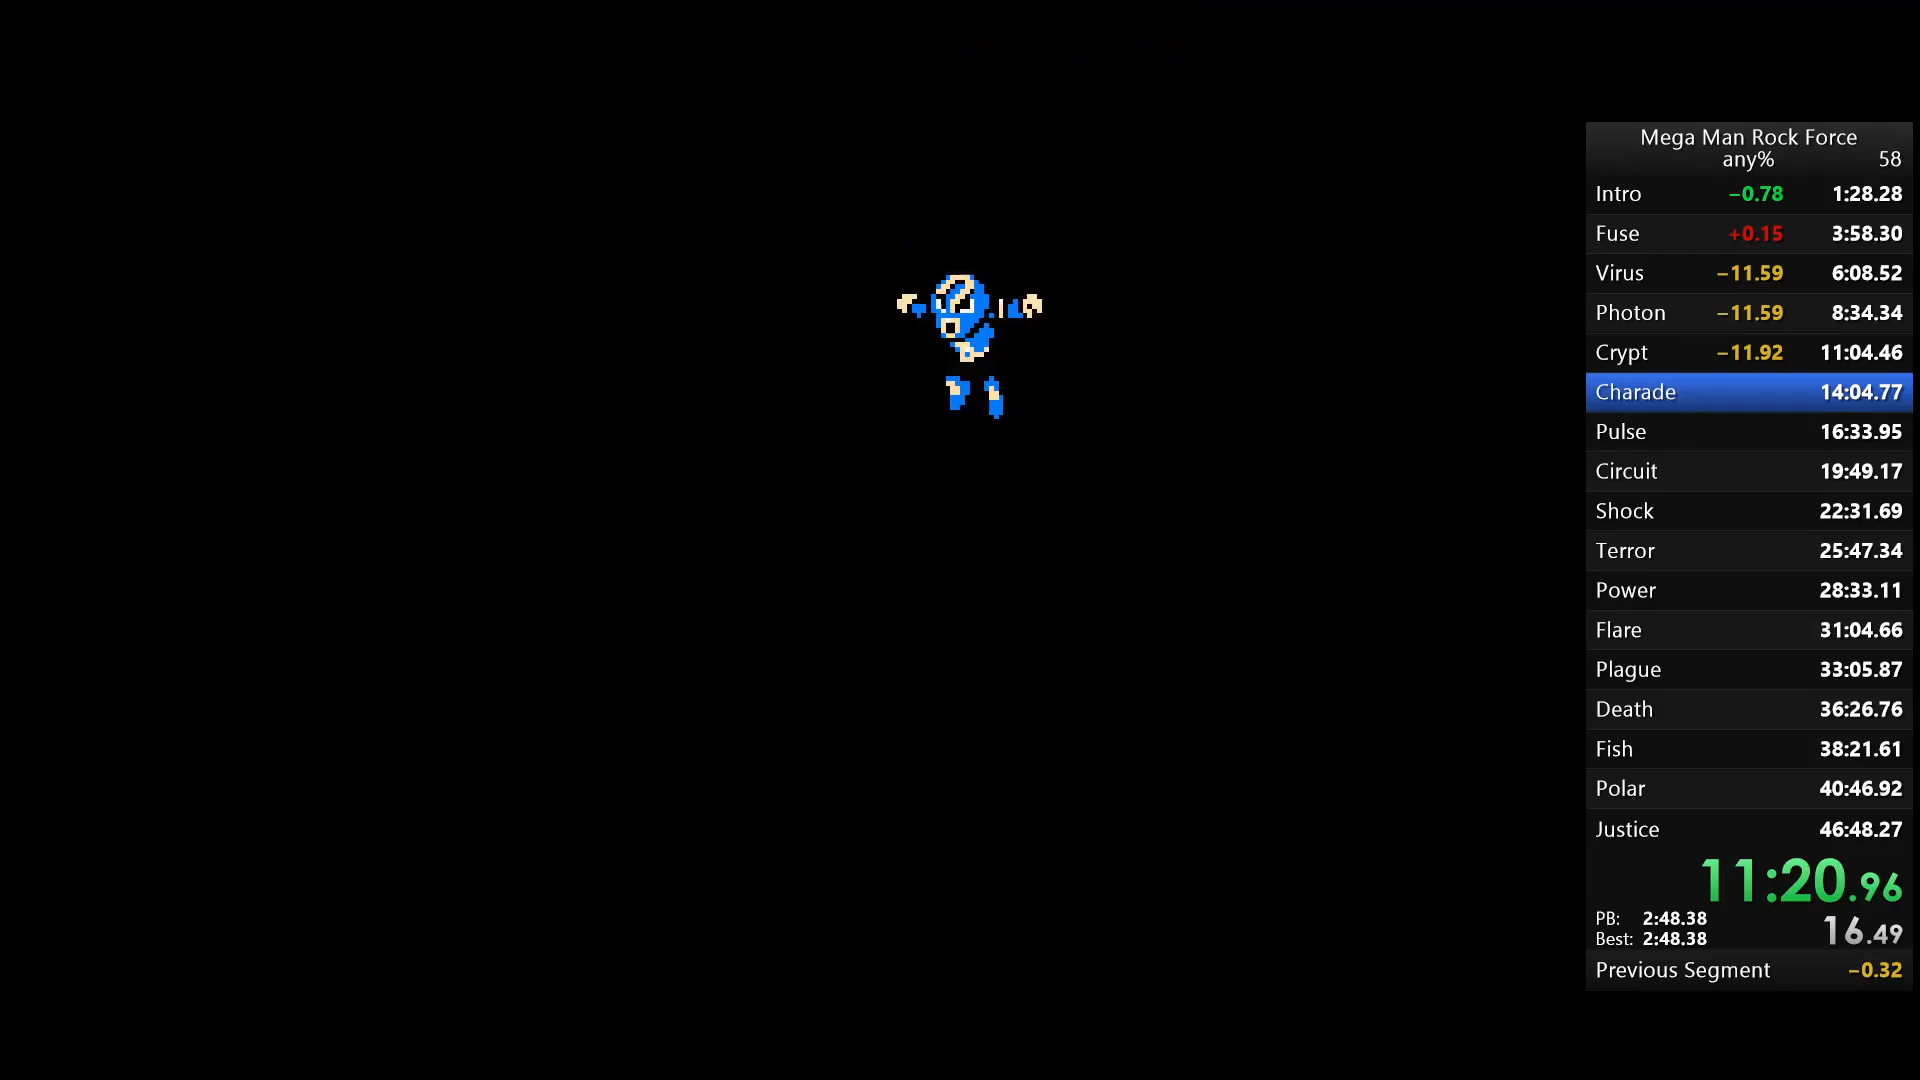 Mega Man Rock Force
any% 58
Intro −0.78 1:28.28
Fuse +0.15 3:58.30
Virus −11.59 6:08.52
Photon −11.59 8:34.34
Crypt −11.92 11:04.46
Charade 14:04.77
Pulse 16:33.95
Circuit 19:49.17
Shock 22:31.69
Terror 25:47.34
Power 28:33.11
Flare 31:04.66
Plague 33:05.87
Death 36:26.76
Fish 38:21.61
Polar 40:46.92
Justice 46:48.27
11:20.96
PB: 2:48.38
Best: 2:48.38
16.49
Previous Segment −0.32